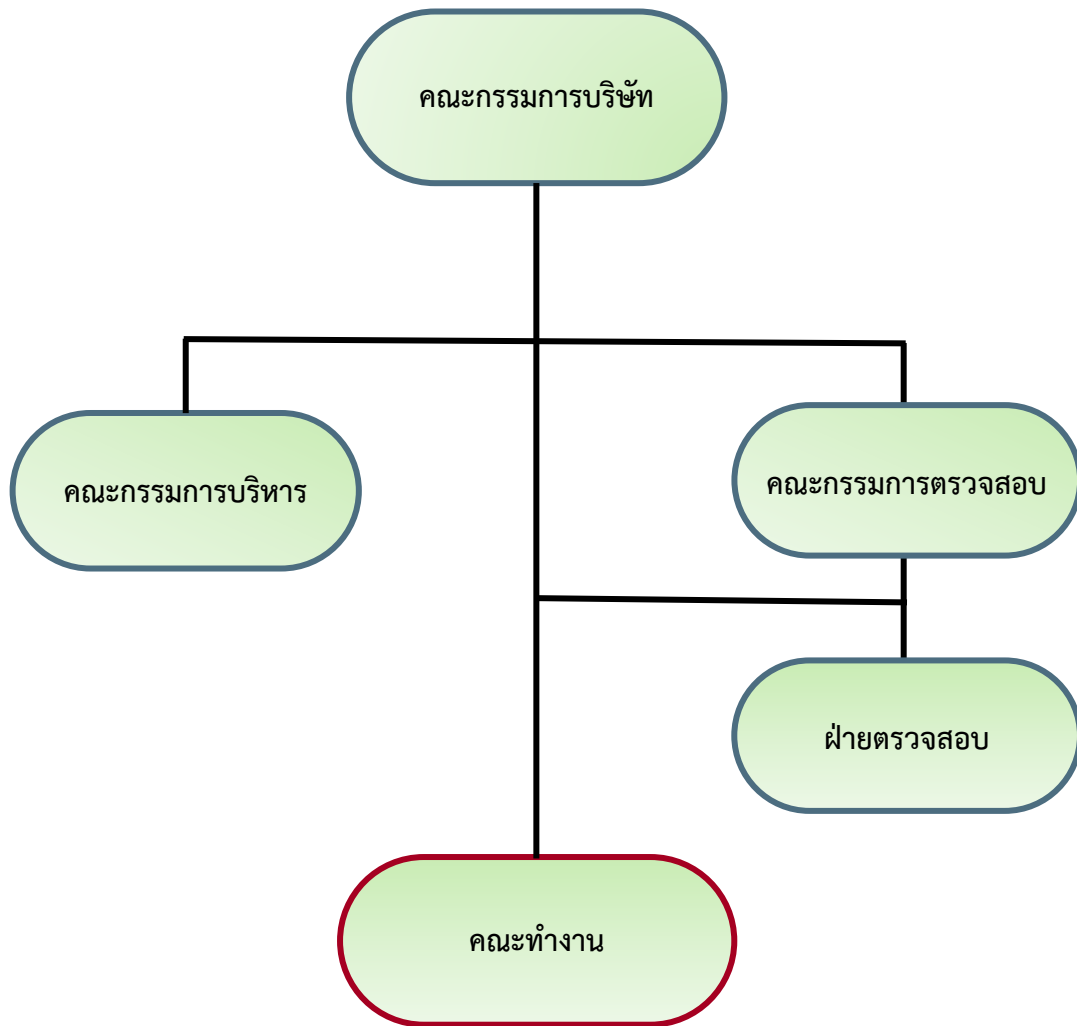 คณะกรรมการบริษัท
คณะกรรมการบริหาร
คณะกรรมการตรวจสอบ
ฝ่ายตรวจสอบ
คณะทำงาน